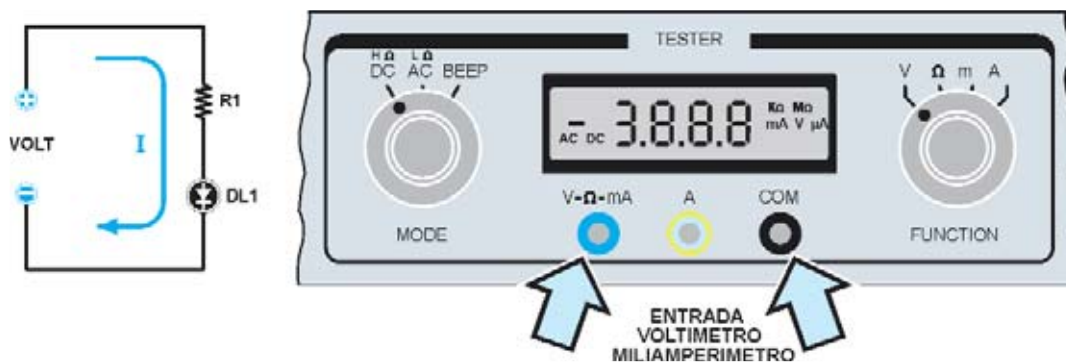 VOLT
I
R1
DL1
TESTER
HΩ LΩ
DC AC BEEP
MODE
- AC DC 3.8.8.8 KΩ MΩ
mA V µA
V Ω m A
FUNCTION
V-Ω-mA A COM
ENTRADA
VOLTIMETRO
MILIAMPERIMETRO